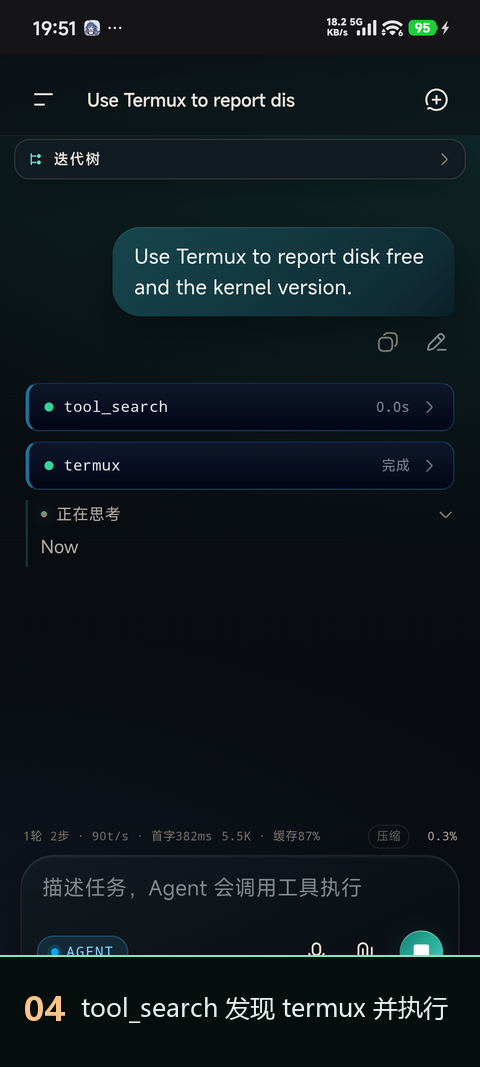 19:51 ...
18.2 5G
KB/s
6
95
Use Termux to report dis
迭代树
Use Termux to report disk free
and the kernel version.
tool_search 0.0s
termux 完成
正在思考
Now
1轮 2步 · 90t/s · 首字382ms 5.5K · 缓存87% 压缩 0.3%
描述任务，Agent 会调用工具执行
AGENT
04 tool_search 发现 termux 并执行